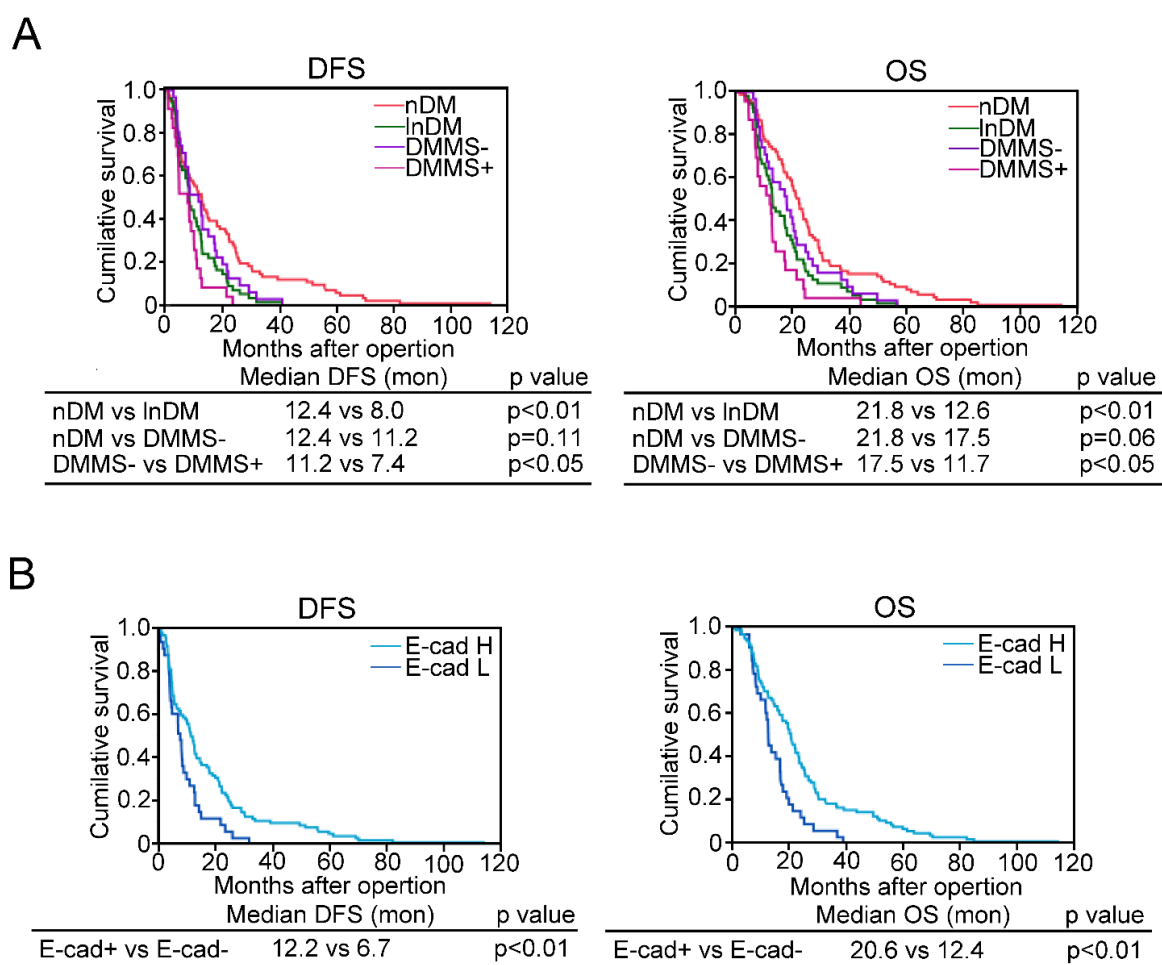 A
DFS
Cumilative survival
1.0
0.8
0.6
0.4
0.2
0
nDM
lnDM
DMMS-
DMMS+
0 20 40 60 80 100 120
Months after opertion
Median DFS (mon) p value
nDM vs lnDM 12.4 vs 8.0 p<0.01
nDM vs DMMS- 12.4 vs 11.2 p=0.11
DMMS- vs DMMS+ 11.2 vs 7.4 p<0.05
OS
Cumilative survival
1.0
0.8
0.6
0.4
0.2
0
nDM
lnDM
DMMS-
DMMS+
0 20 40 60 80 100 120
Months after opertion
Median OS (mon) p value
nDM vs lnDM 21.8 vs 12.6 p<0.01
nDM vs DMMS- 21.8 vs 17.5 p=0.06
DMMS- vs DMMS+ 17.5 vs 11.7 p<0.05
B
DFS
Cumilative survival
1.0
0.8
0.6
0.4
0.2
0
E-cad H
E-cad L
0 20 40 60 80 100 120
Months after opertion
Median DFS (mon) p value
E-cad+ vs E-cad- 12.2 vs 6.7 p<0.01
OS
Cumilative survival
1.0
0.8
0.6
0.4
0.2
0
E-cad H
E-cad L
0 20 40 60 80 100 120
Months after opertion
Median OS (mon) p value
E-cad+ vs E-cad- 20.6 vs 12.4 p<0.01